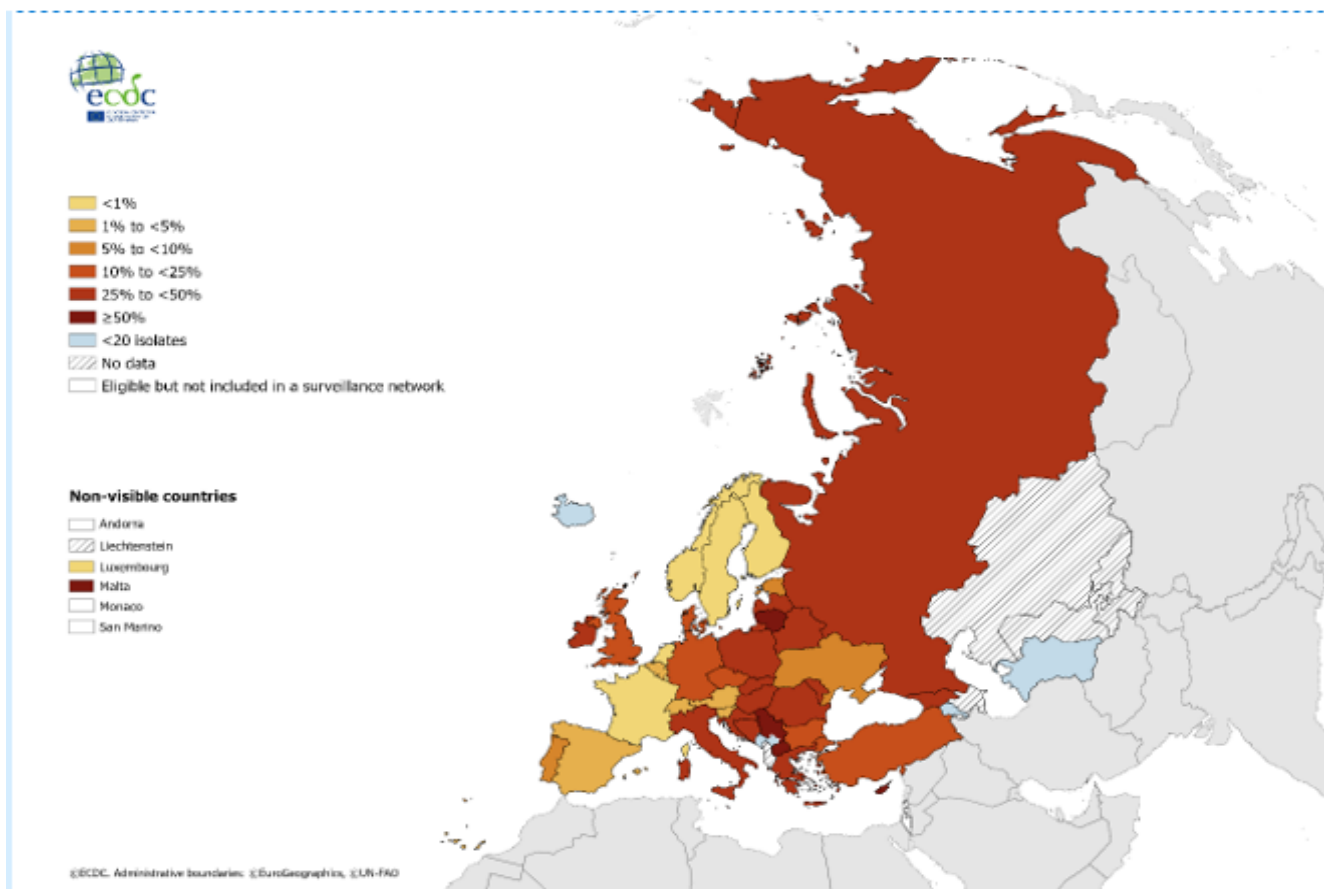 ecdc
<1%
1% to <5%
5% to <10%
10% to <25%
25% to <50%
≥50%
<20 isolates
No data
Eligible but not included in a surveillance network
Non-visible countries
Andorra
Liechtenstein
Luxembourg
Malta
Monaco
San Marino
©ECDC. Administrative boundaries: ©EuroGeographics, ©UN-FAO